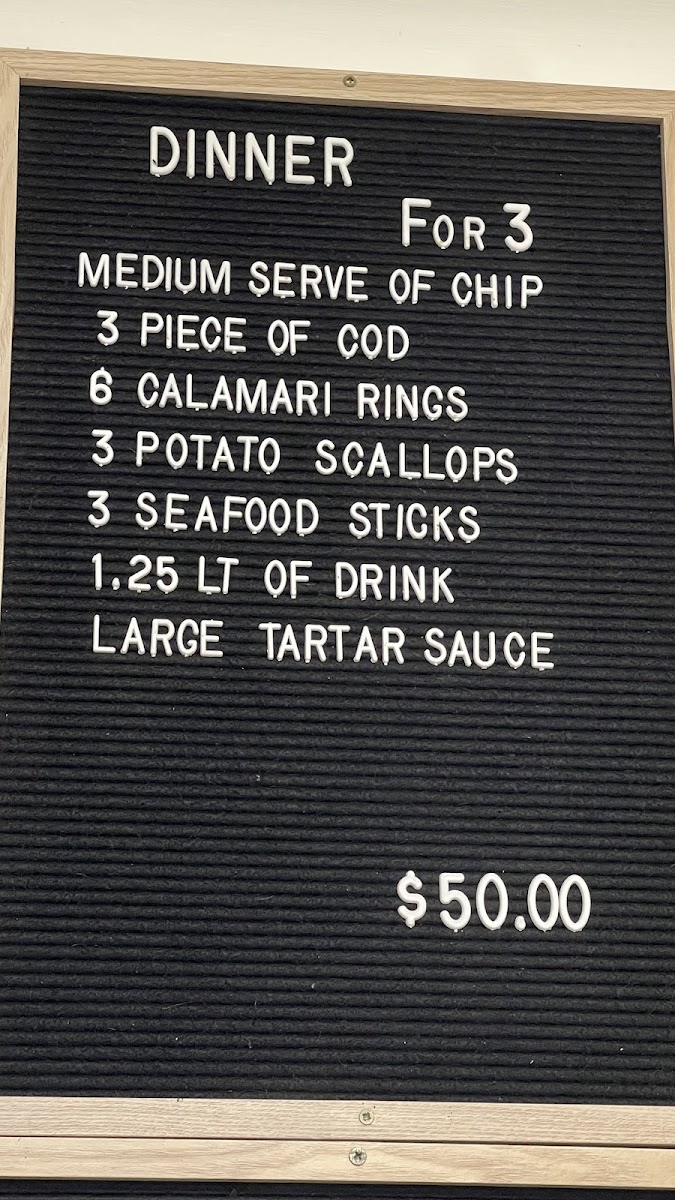 DINNER
FOR 3
MEDIUM SERVE OF CHIP
3 PIECE OF COD
6 CALAMARI RINGS
3 POTATO SCALLOPS
3 SEAFOOD STICKS
1.25 LT OF DRINK
LARGE TARTAR SAUCE
$50.00